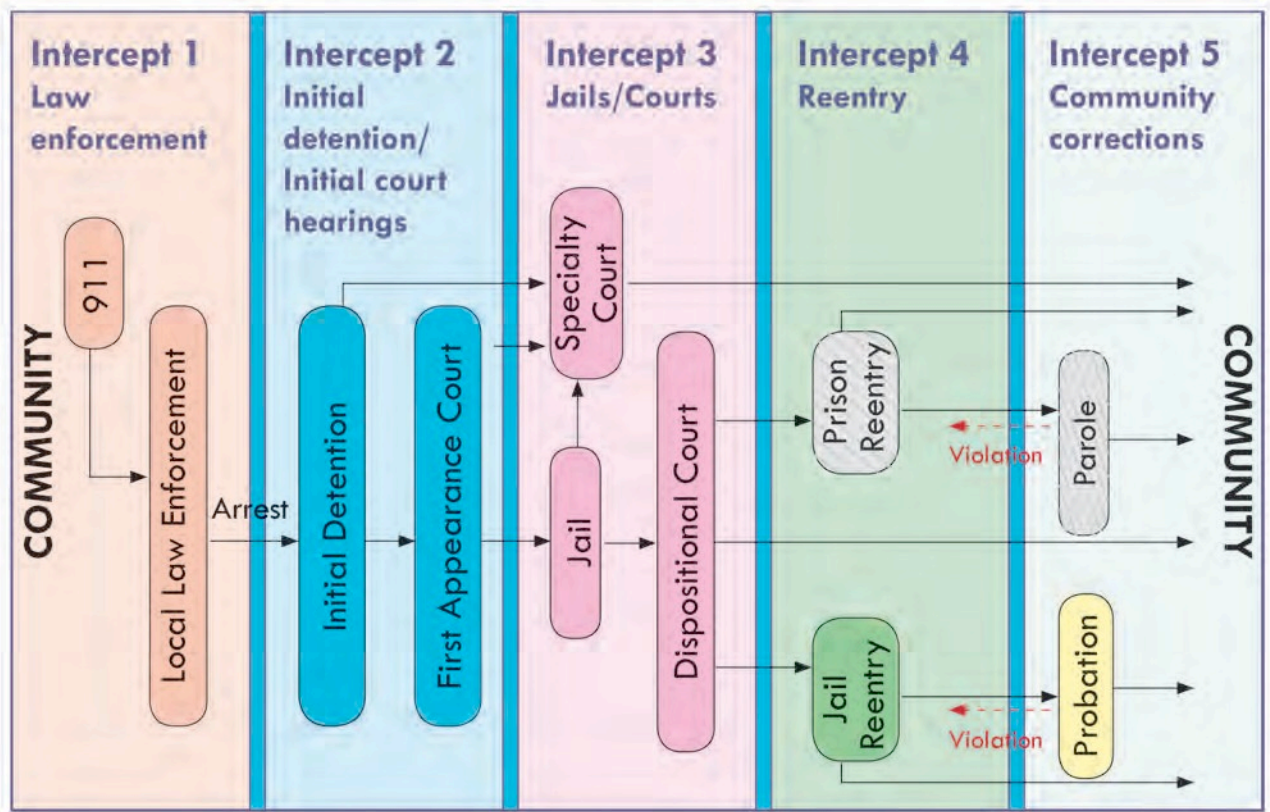 Intercept 1
Law
enforcement
Intercept 2
Initial
detention/
Initial court
hearings
Intercept 3
Jails/Courts
Intercept 4
Reentry
Intercept 5
Community
corrections
COMMUNITY
911
Local Law Enforcement
Arrest
Initial Detention
First Appearance Court
Specialty
Court
Jail
Dispositional Court
Prison
Reentry
Violation
Parole
Jail
Reentry
Violation
Probation
COMMUNITY